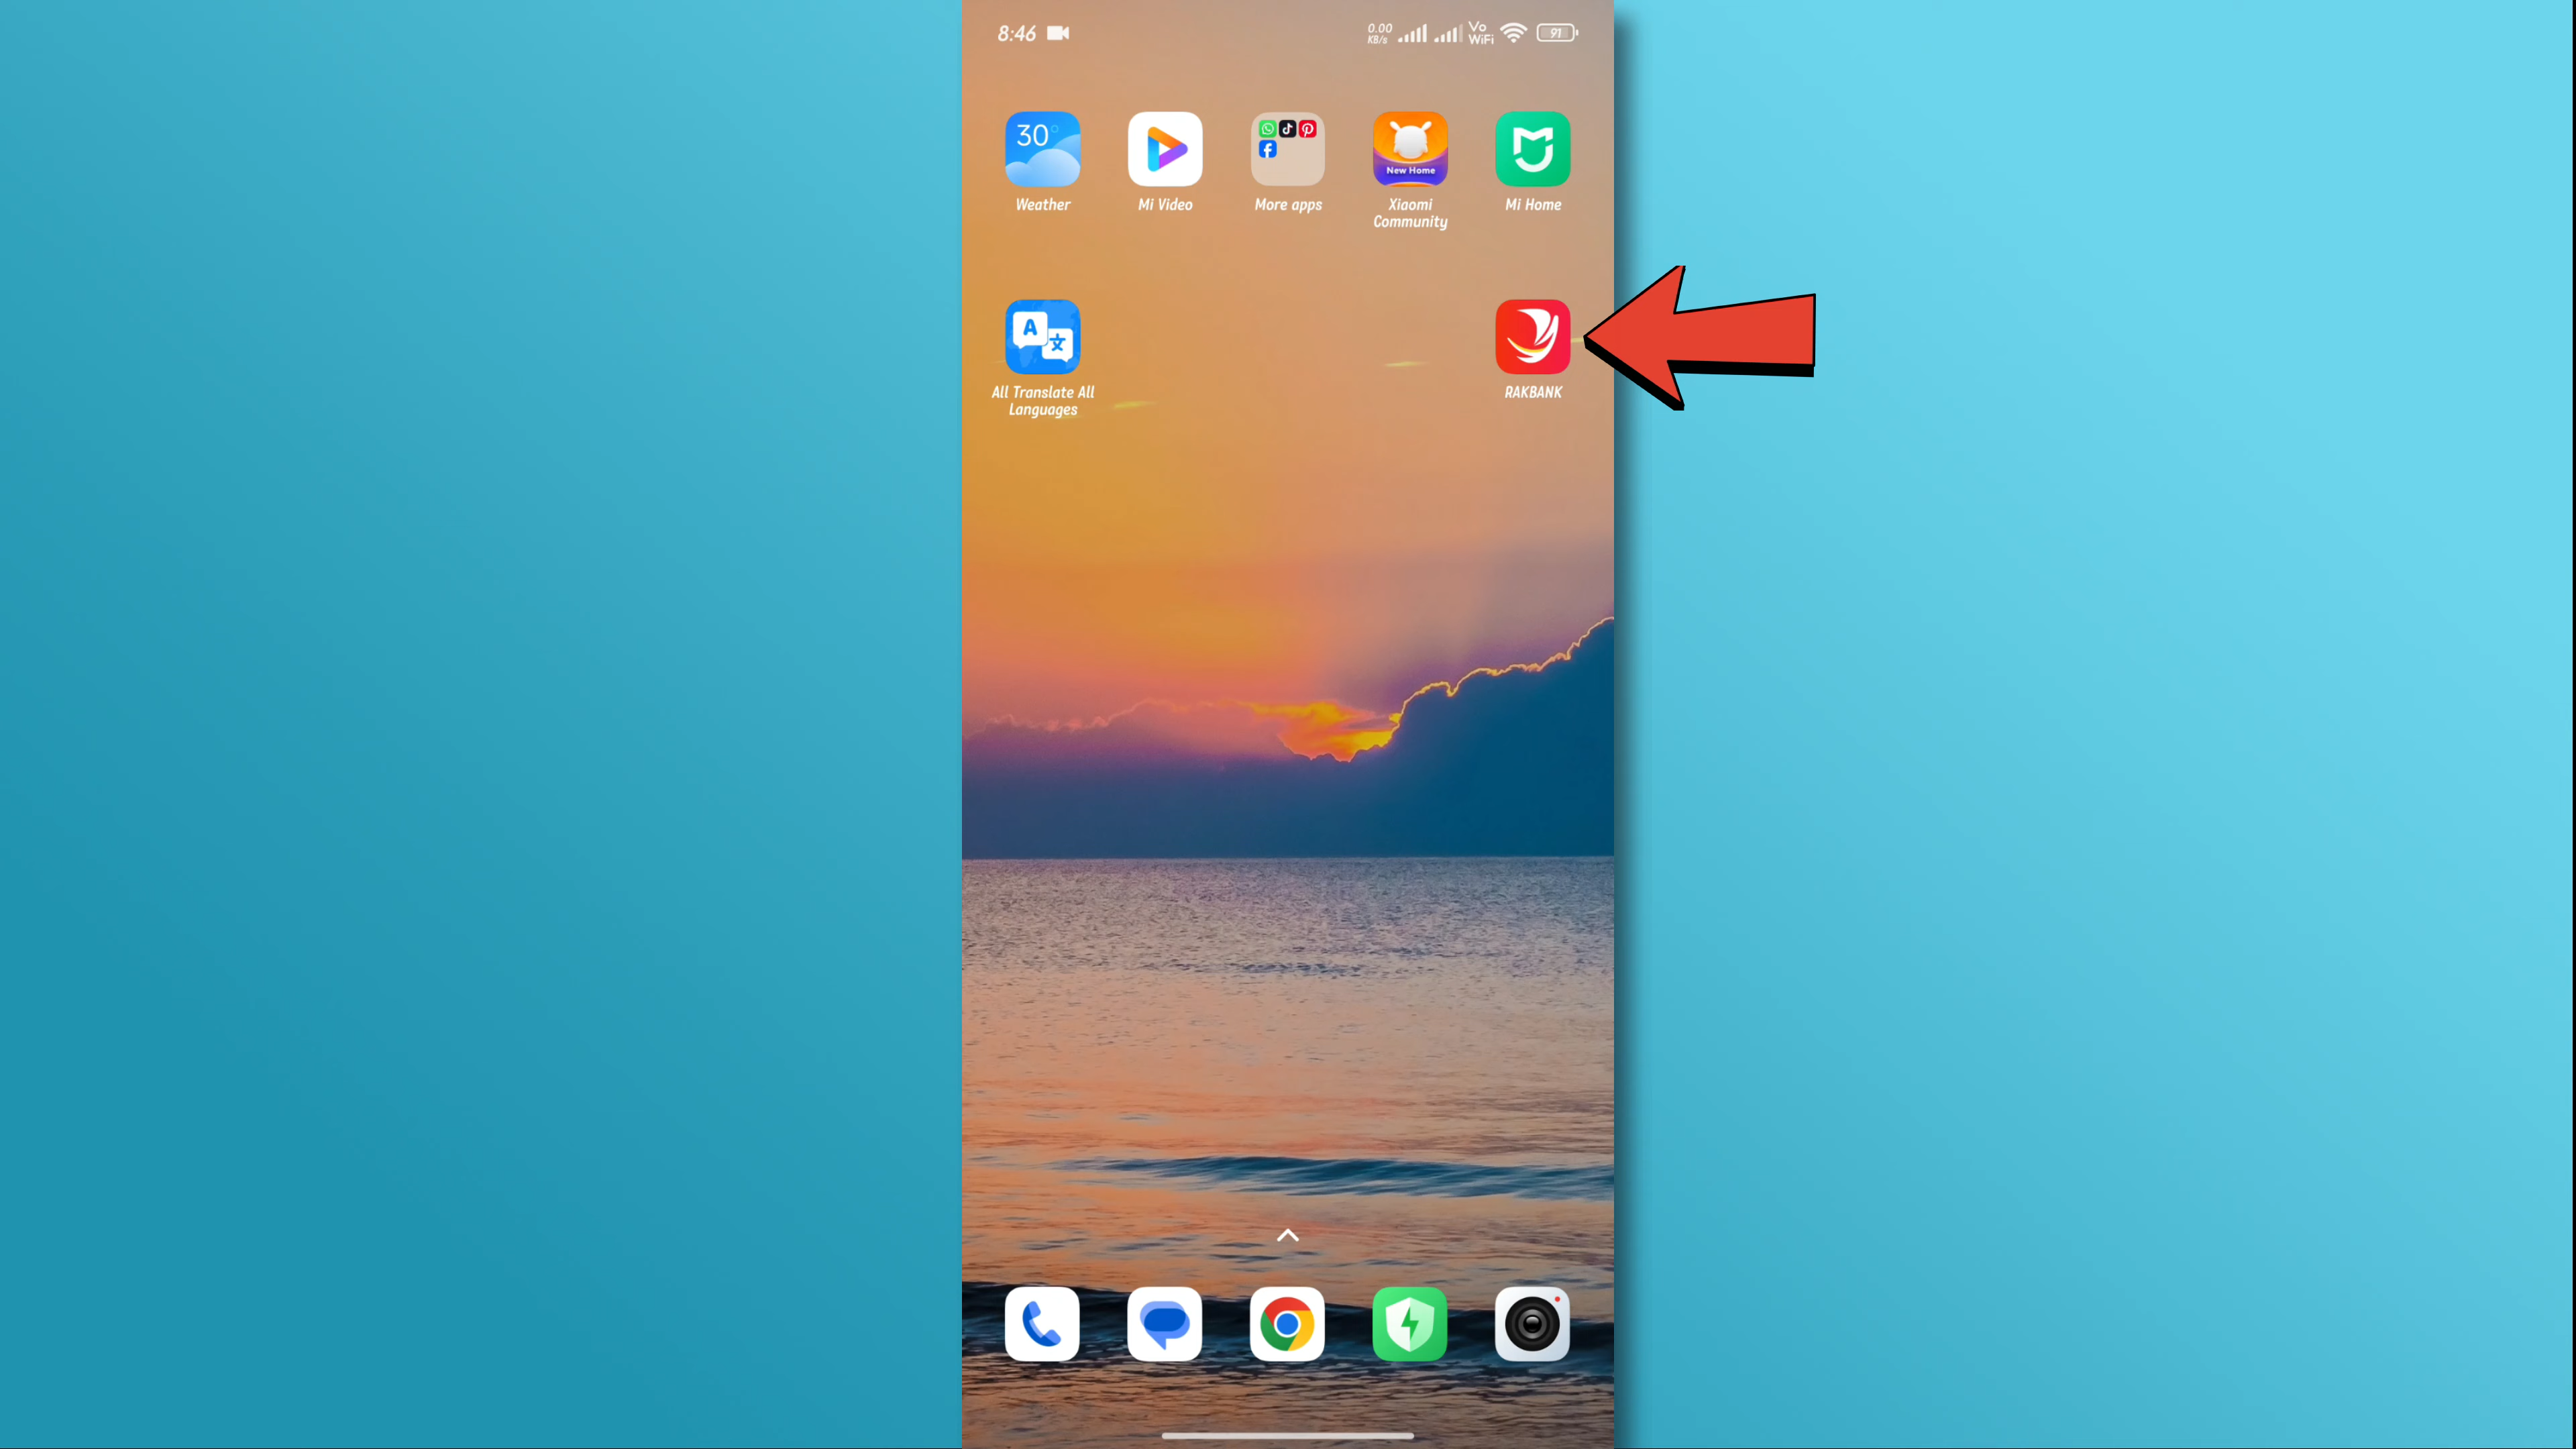 8:46
0.00
KB/s
Vo
WiFi
91
30°
New Home
Weather
Mi Video
More apps
Xiaomi
Community
Mi Home
A
文
All Translate All
Languages
RAKBANK